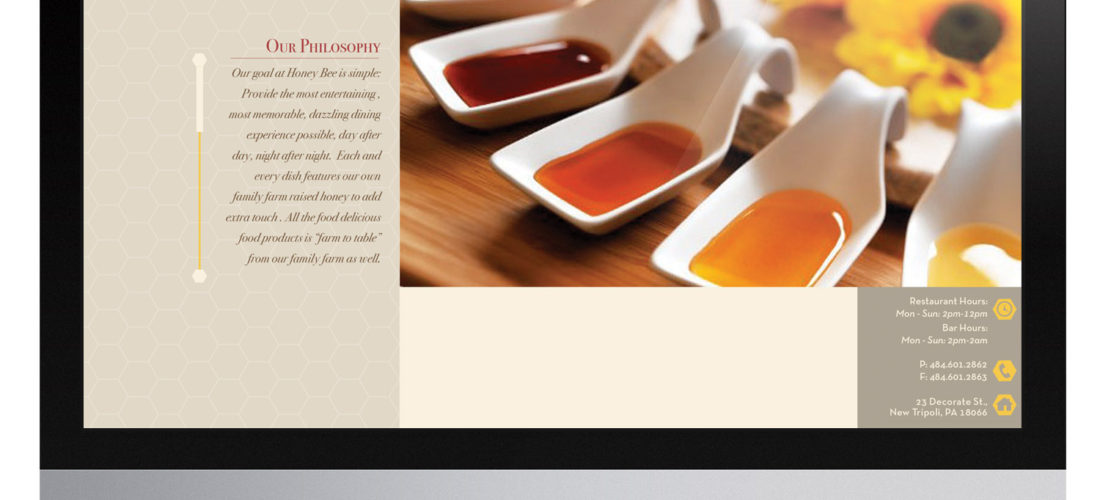 Our Philosophy
Our goal at Honey Bee is simple:
Provide the most entertaining ,
most memorable, dazzling dining
experience possible, day after
day, night after night. Each and
every dish features our own
family farm raised honey to add
extra touch . All the food delicious
food products is "farm to table"
from our family farm as well.
Restaurant Hours:
Mon - Sun: 2pm-12pm
Bar Hours:
Mon - Sun: 2pm-2am
P: 484.601.2862
F: 484.601.2863
23 Decorate St.,
New Tripoli, PA 18066